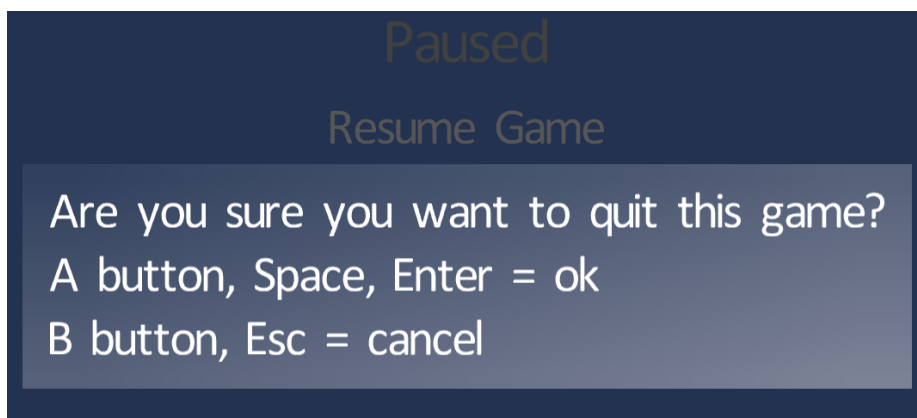 Paused
Resume Game
Are you sure you want to quit this game?
A button, Space, Enter = ok
B button, Esc = cancel